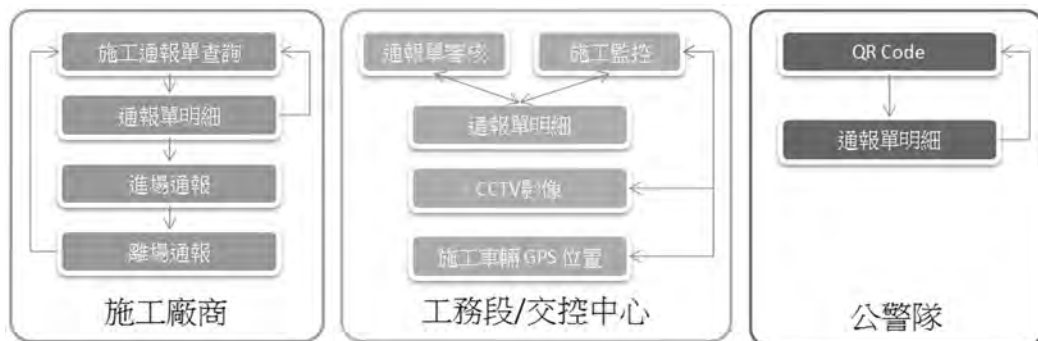 施工通報單查詢
通報單明細
進場通報
離場通報
施工廠商
通報單審核
施工監控
通報單明細
CCTV影像
施工車輛 GPS 位置
工務段/交控中心
QR Code
通報單明細
公警隊